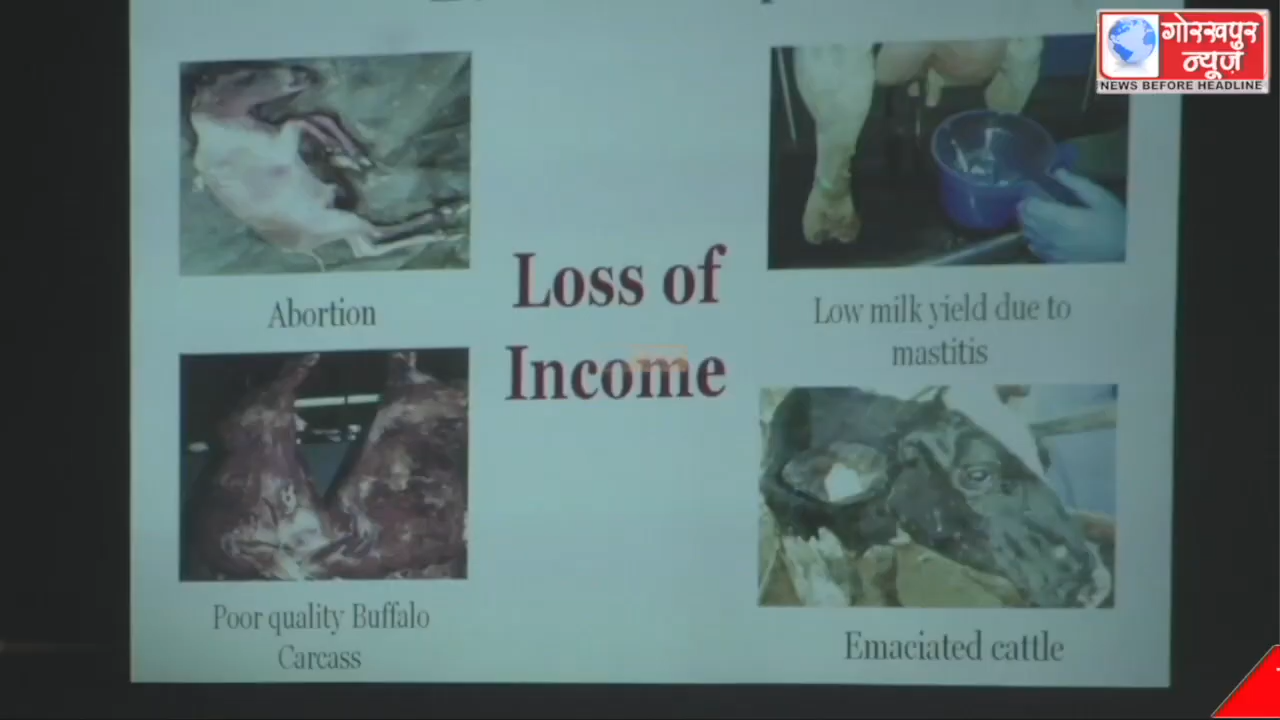 गोरखपुर
न्यूज़
NEWS BEFORE HEADLINE
Abortion
Loss of
Income
Low milk yield due to
mastitis
Poor quality Buffalo
Carcass
Emaciated cattle